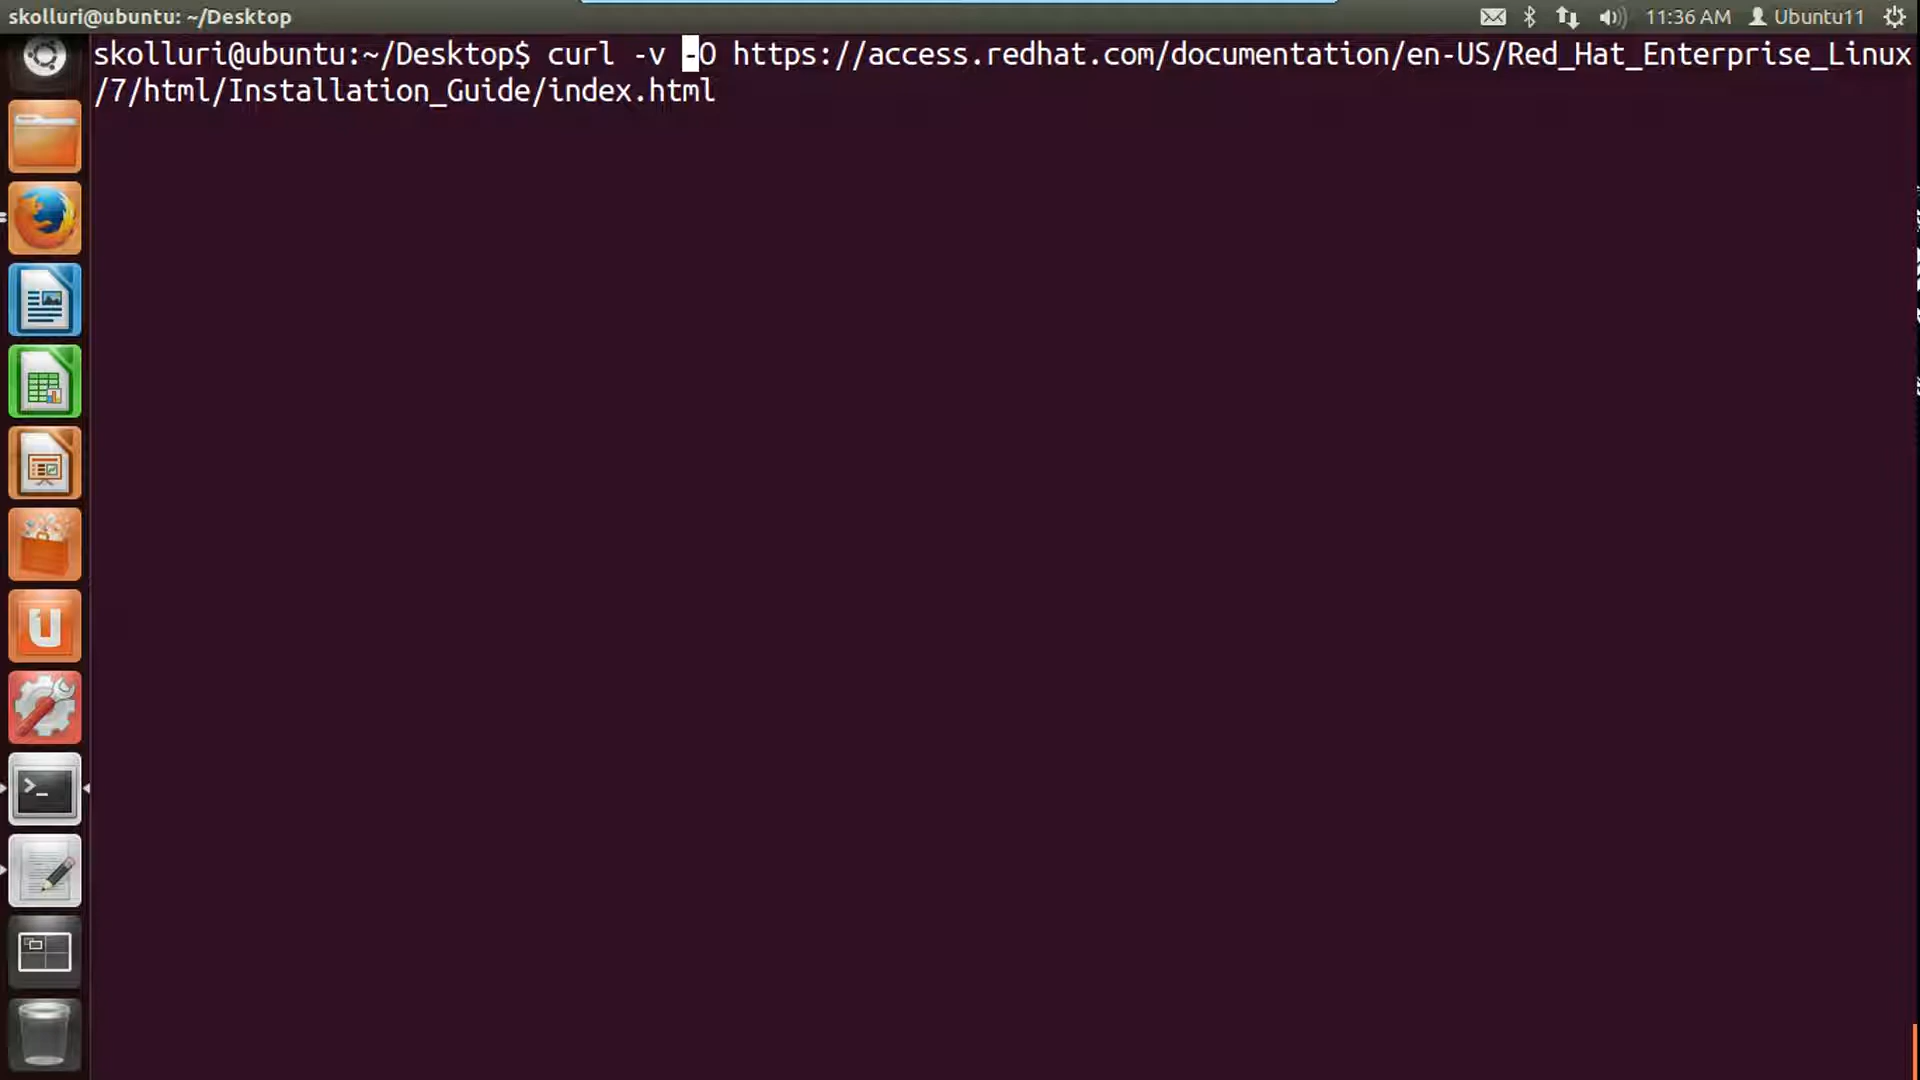 skolluri@ubuntu: ~/Desktop
11:36 AM Ubuntu11
skolluri@ubuntu:~/Desktop$ curl -v -O https://access.redhat.com/documentation/en-US/Red_Hat_Enterprise_Linux
/7/html/Installation_Guide/index.html